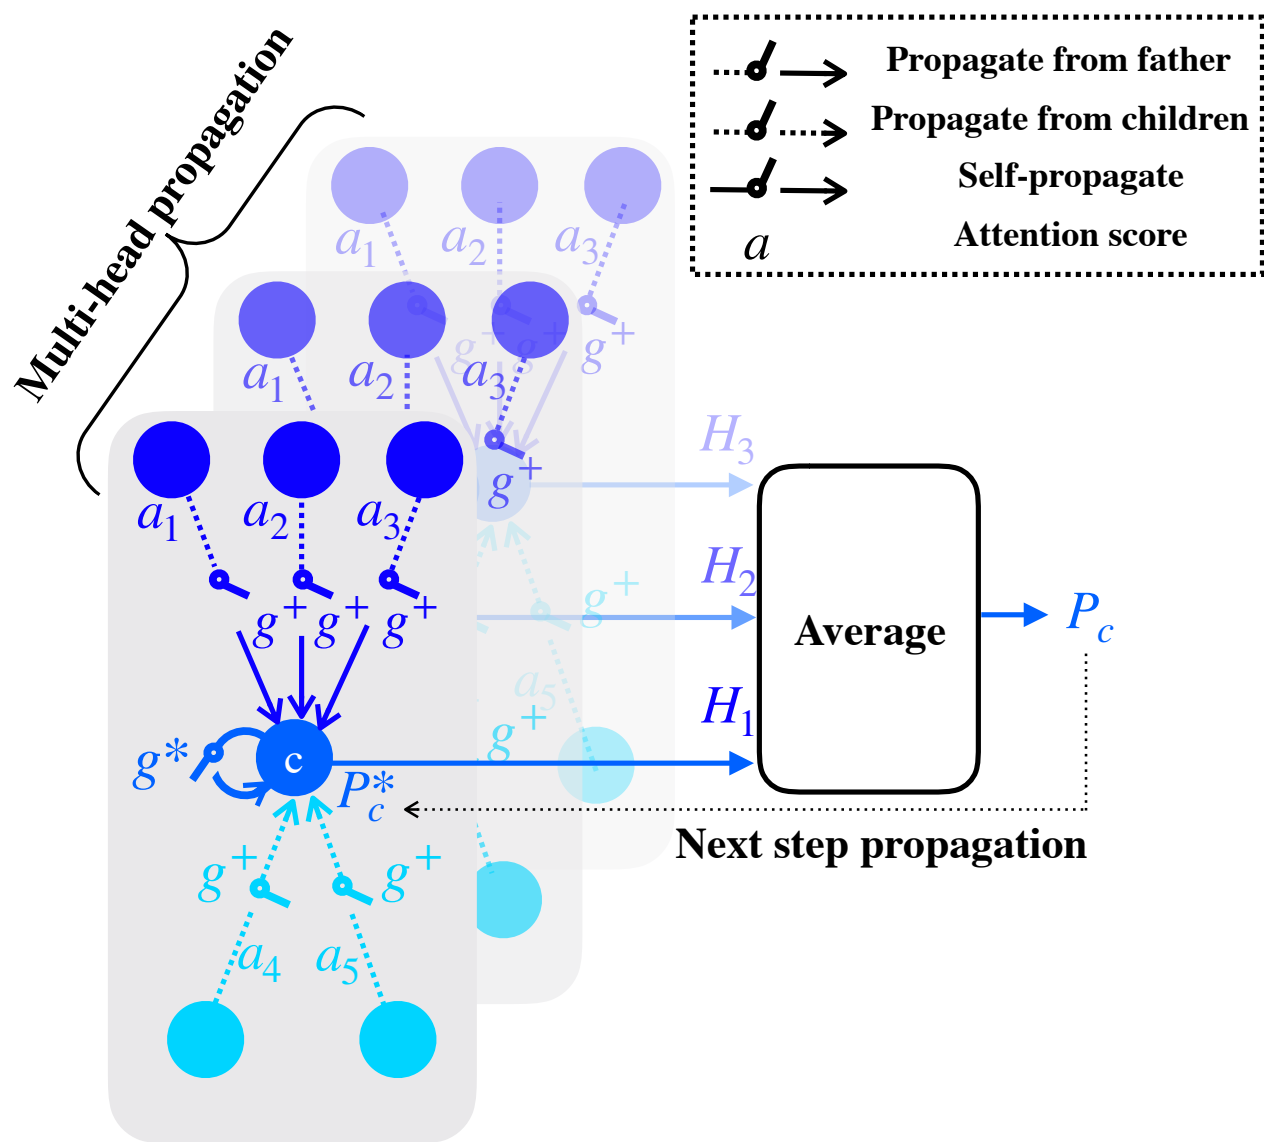 Multi-head propagation
Propagate from father
Propagate from children
Self-propagate
a Attention score
a₁ a₂ a₃
g⁺ g⁺ g⁺
a₁ a₂ a₃
g⁺
a₁ a₂ a₃
g⁺ g⁺ g⁺
g* c P*c
g⁺ g⁺
a₄ a₅
g⁺
a₅
g⁺
H₃
H₂
H₁
Average
Pc
Next step propagation